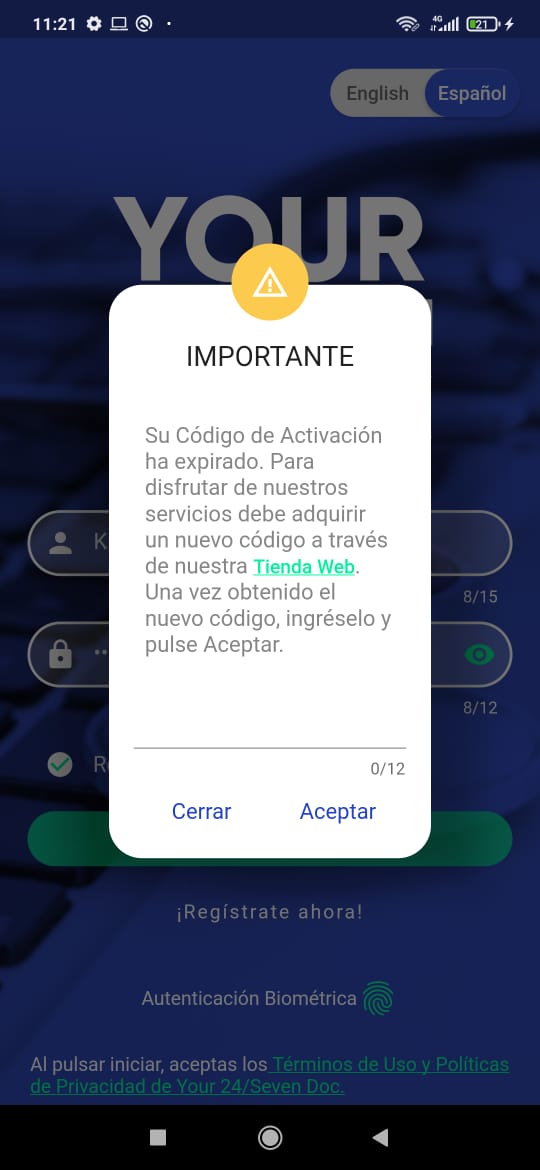 11:21
4G
21
English
Español
YOUR
IMPORTANTE
Su Código de Activación
ha expirado. Para
disfrutar de nuestros
servicios debe adquirir
un nuevo código a través
de nuestra Tienda Web.
Una vez obtenido el
nuevo código, ingréselo y
pulse Aceptar.
K
8/15
8/12
R
0/12
Cerrar
Aceptar
¡Regístrate ahora!
Autenticación Biométrica
Al pulsar iniciar, aceptas los Términos de Uso y Políticas
de Privacidad de Your 24/Seven Doc.